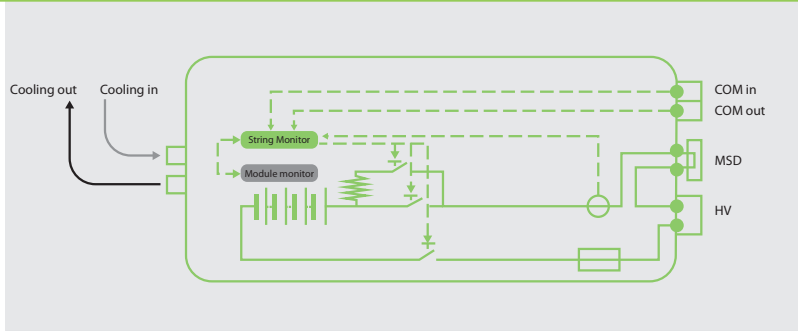 Cooling out
Cooling in
COM in
COM out
String Monitor
MSD
Module monitor
HV